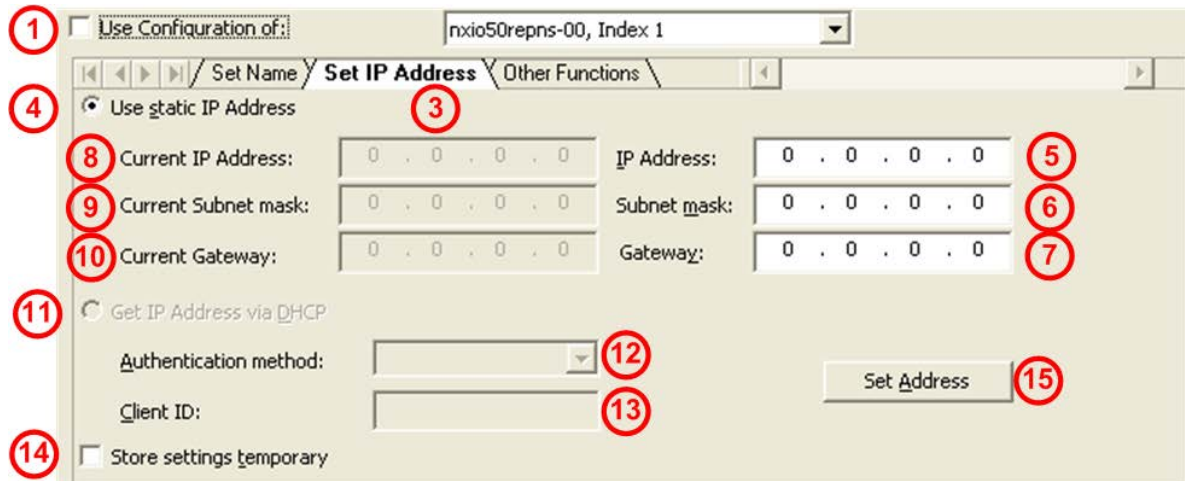 1 Use Configuration of: nxio50repns-00, Index 1
Set Name Set IP Address Other Functions
4 Use static IP Address 3
8 Current IP Address: 0 . 0 . 0 . 0 IP Address: 0 . 0 . 0 . 0 5
9 Current Subnet mask: 0 . 0 . 0 . 0 Subnet mask: 0 . 0 . 0 . 0 6
10 Current Gateway: 0 . 0 . 0 . 0 Gateway: 0 . 0 . 0 . 0 7
11 Get IP Address via DHCP
Authentication method: 12
Set Address 15
Client ID: 13
14 Store settings temporary